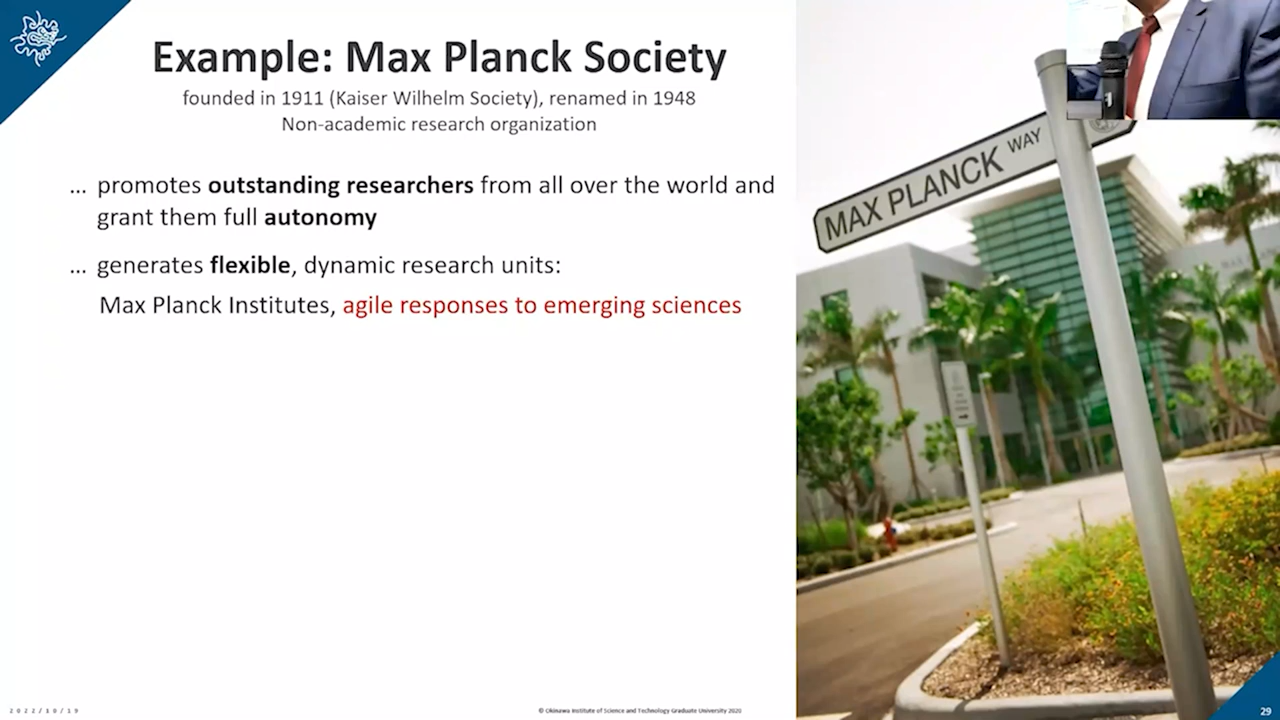 Example: Max Planck Society
founded in 1911 (Kaiser Wilhelm Society), renamed in 1948
Non-academic research organization
... promotes outstanding researchers from all over the world and
grant them full autonomy
... generates flexible, dynamic research units:
Max Planck Institutes, agile responses to emerging sciences
MAX PLANCK WAY
2022/10/19
© Okinawa Institute of Science and Technology Graduate University 2020
29